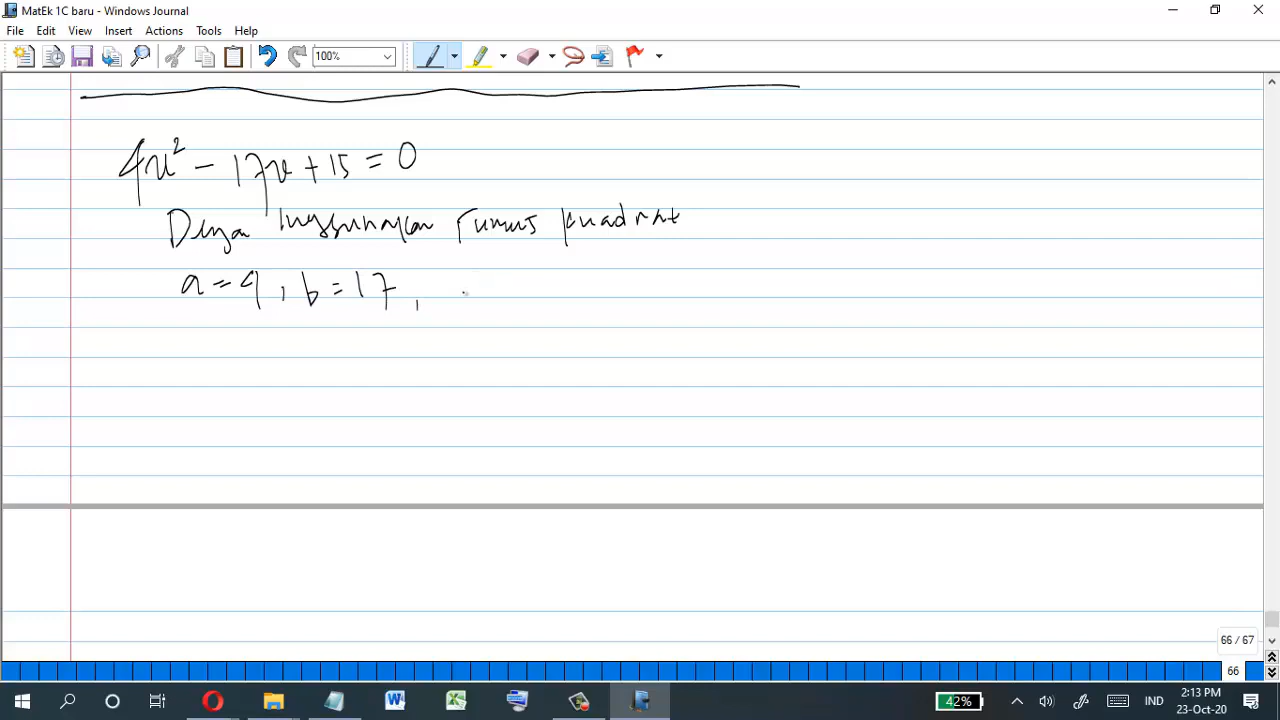 MatEk 1C baru - Windows Journal
File Edit View Insert Actions Tools Help
100%
4x² - 17x + 15 = 0
Dengan menggunakan rumus kuadrat
a = 4 , b = 17 ,
66 / 67
66
42% IND 2:13 PM
23-Oct-20